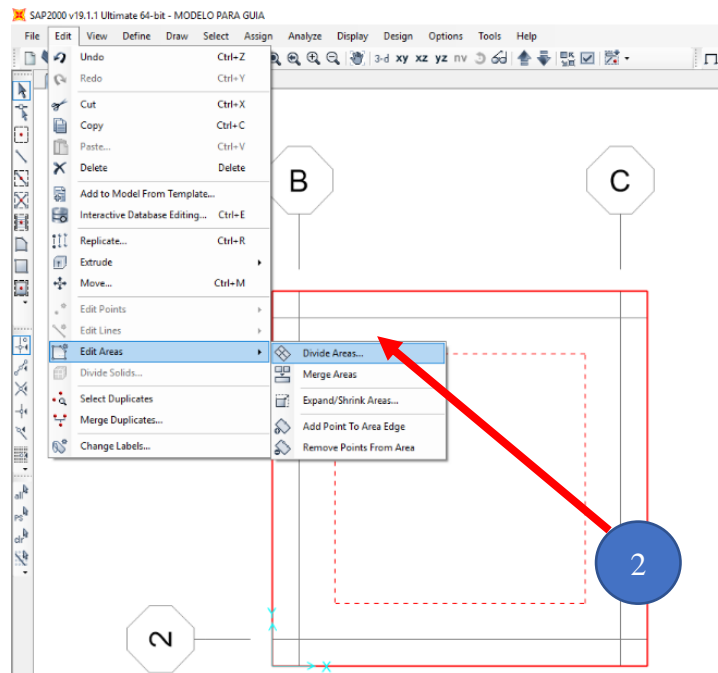 SAP2000 v19.1.1 Ultimate 64-bit - MODELO PARA GUIA
File Edit View Define Draw Select Assign Analyze Display Design Options Tools Help
3-d xy xz yz nv
Undo Ctrl+Z
Redo Ctrl+Y
Cut Ctrl+X
Copy Ctrl+C
Paste... Ctrl+V
Delete Delete
Add to Model From Template...
Interactive Database Editing... Ctrl+E
Replicate... Ctrl+R
Extrude
Move... Ctrl+M
Edit Points
Edit Lines
Edit Areas
Divide Solids...
Select Duplicates
Merge Duplicates...
Change Labels...
Divide Areas...
Merge Areas
Expand/Shrink Areas...
Add Point To Area Edge
Remove Points From Area
B
C
2
2
Y
X
all
PS
clr